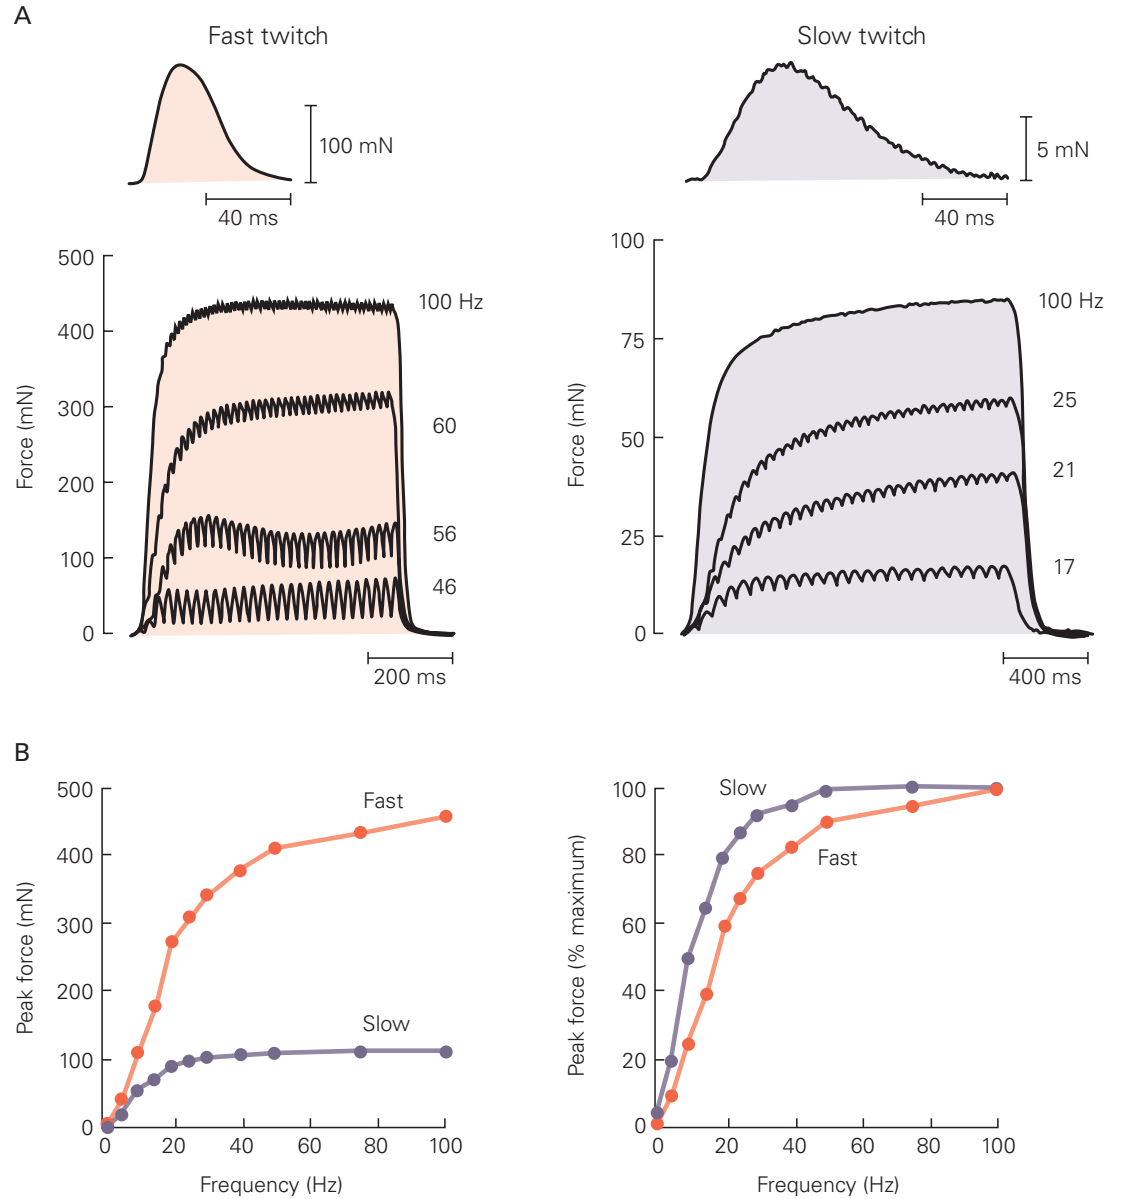 A
Fast twitch
100 mN
40 ms
Slow twitch
5 mN
40 ms
500
400
300
200
100
0
Force (mN)
100 Hz
60
56
46
200 ms
100
75
50
25
0
Force (mN)
100 Hz
25
21
17
400 ms
B
500
400
300
200
100
0
Peak force (mN)
Fast
Slow
0 20 40 60 80 100
Frequency (Hz)
100
80
60
40
20
0
Peak force (% maximum)
Slow
Fast
0 20 40 60 80 100
Frequency (Hz)